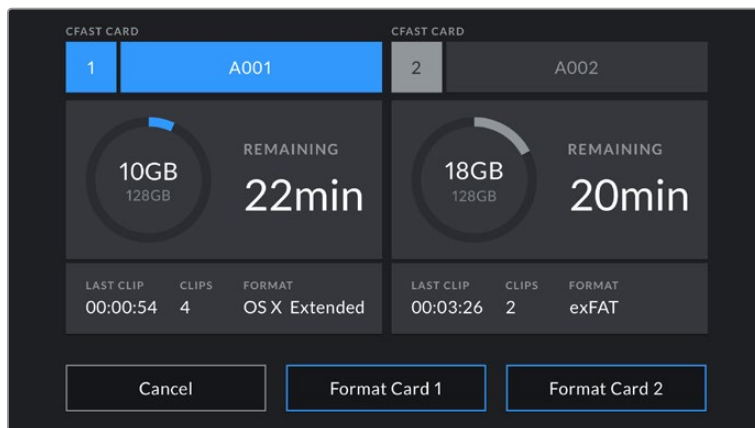 CFAST CARD
1 A001
10GB
128GB
REMAINING
22min
LAST CLIP CLIPS FORMAT
00:00:54 4 OS X Extended
CFAST CARD
2 A002
18GB
128GB
REMAINING
20min
LAST CLIP CLIPS FORMAT
00:03:26 2 exFAT
Cancel Format Card 1 Format Card 2